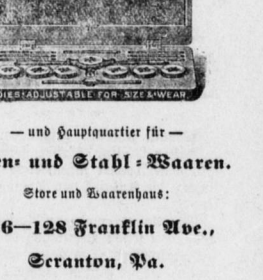 DIES ADJUSTABLE FOR SIZE & WEAR.
— und Hauptquartier für —
n= und Stahl = Waaren.
Store und Waarenhaus:
6—128 Franklin Ave.,
Scranton, Pa.